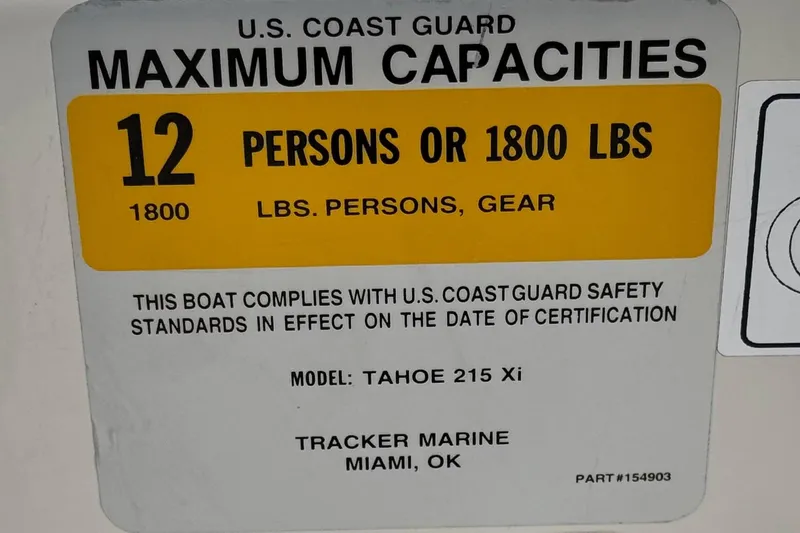 U.S. COAST GUARD
MAXIMUM CAPACITIES
12 PERSONS OR 1800 LBS
1800 LBS. PERSONS, GEAR
THIS BOAT COMPLIES WITH U.S. COAST GUARD SAFETY
STANDARDS IN EFFECT ON THE DATE OF CERTIFICATION
MODEL: TAHOE 215 Xi
TRACKER MARINE
MIAMI, OK
PART#154903